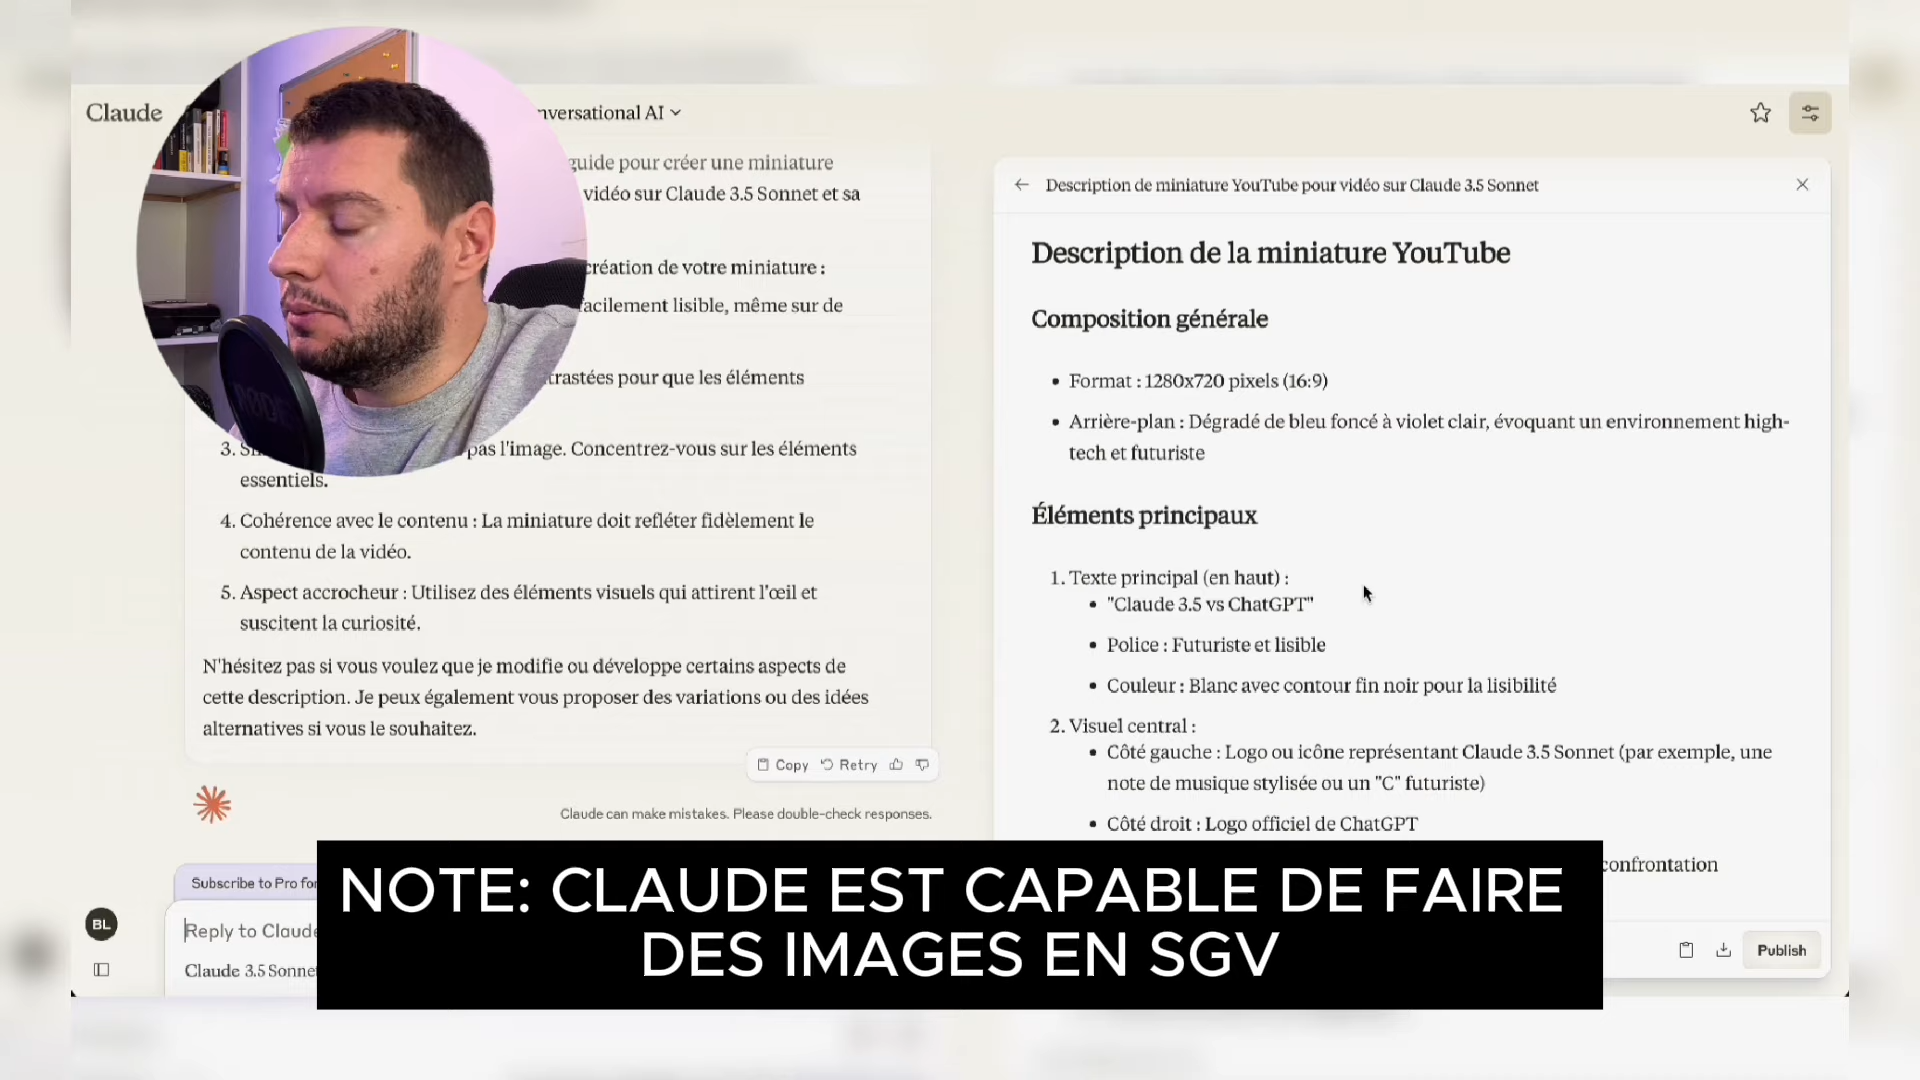 Claude
nversational AI
guide pour créer une miniature
vidéo sur Claude 3.5 Sonnet et sa
création de votre miniature :
facilement lisible, même sur de
trastées pour que les éléments
3.
pas l'image. Concentrez-vous sur les éléments
essentiels.
4. Cohérence avec le contenu : La miniature doit refléter fidèlement le
contenu de la vidéo.
5. Aspect accrocheur : Utilisez des éléments visuels qui attirent l'œil et
suscitent la curiosité.
N'hésitez pas si vous voulez que je modifie ou développe certains aspects de
cette description. Je peux également vous proposer des variations ou des idées
alternatives si vous le souhaitez.
Copy Retry
Claude can make mistakes. Please double-check responses.
Subscribe to Pro for
BL
Reply to Claude
Claude 3.5 Sonnet
Description de miniature YouTube pour vidéo sur Claude 3.5 Sonnet
Description de la miniature YouTube
Composition générale
• Format : 1280x720 pixels (16:9)
• Arrière-plan : Dégradé de bleu foncé à violet clair, évoquant un environnement high-
tech et futuriste
Éléments principaux
1. Texte principal (en haut) :
• "Claude 3.5 vs ChatGPT"
• Police : Futuriste et lisible
• Couleur : Blanc avec contour fin noir pour la lisibilité
2. Visuel central :
• Côté gauche : Logo ou icône représentant Claude 3.5 Sonnet (par exemple, une
note de musique stylisée ou un "C" futuriste)
• Côté droit : Logo officiel de ChatGPT
confrontation
Publish
NOTE: CLAUDE EST CAPABLE DE FAIRE
DES IMAGES EN SGV